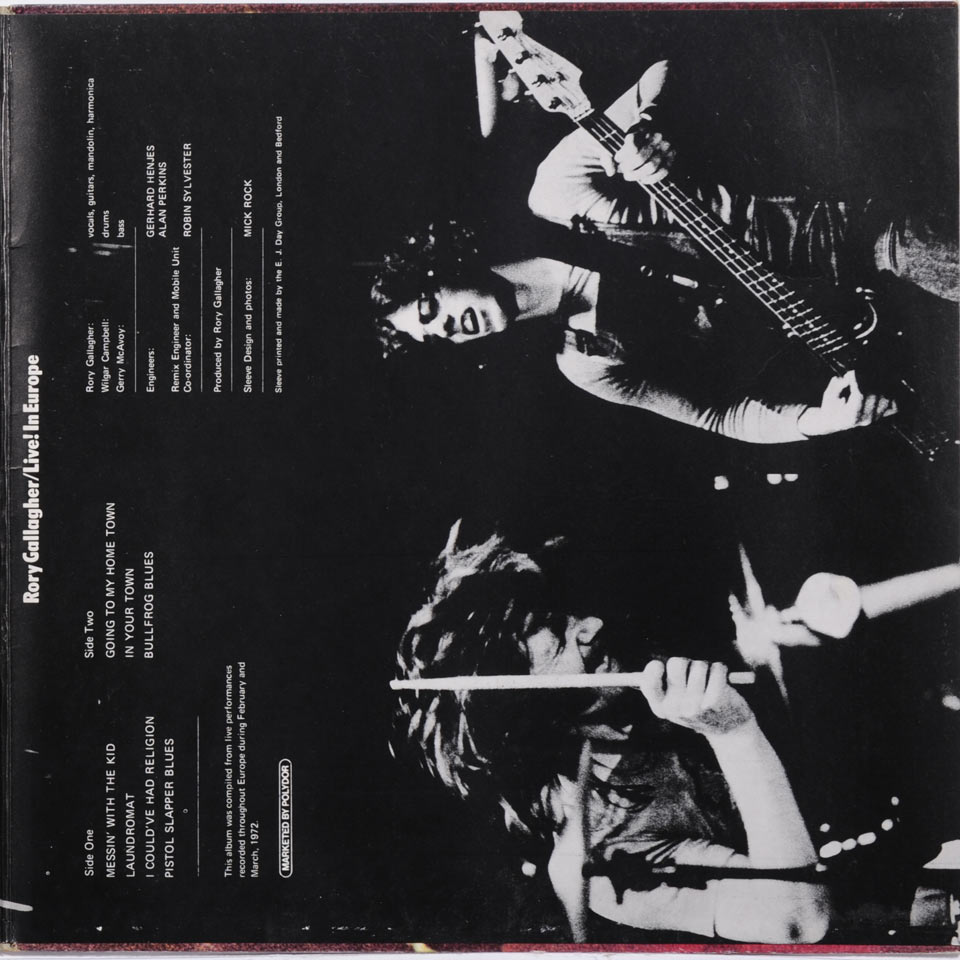 Rory Gallagher/Live! In Europe
Side One
MESSIN' WITH THE KID
LAUNDROMAT
I COULD'VE HAD RELIGION
PISTOL SLAPPER BLUES
This album was compiled from live performances
recorded throughout Europe during February and
March, 1972.
MARKETED BY POLYDOR
Side Two
GOING TO MY HOME TOWN
IN YOUR TOWN
BULLFROG BLUES
Rory Gallagher: vocals, guitars, mandolin, harmonica
Wilgar Campbell: drums
Gerry McAvoy: bass
Engineers: GERHARD HENJES
ALAN PERKINS
Remix Engineer and Mobile Unit
Co-ordinator: ROBIN SYLVESTER
Produced by Rory Gallagher
Sleeve Design and photos: MICK ROCK
Sleeve printed and made by the E. J. Day Group, London and Bedford